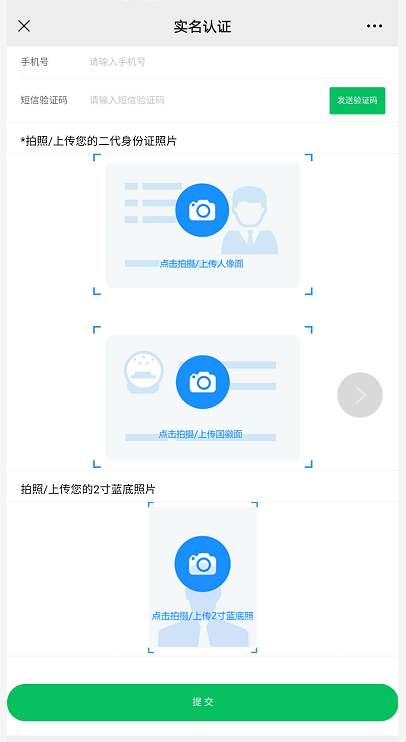 实名认证
手机号 请输入手机号
短信验证码 请输入短信验证码 发送验证码
*拍照/上传您的二代身份证照片
点击拍摄/上传人像面
点击拍摄/上传国徽面
拍照/上传您的2寸蓝底照片
点击拍摄/上传2寸蓝底照
提交